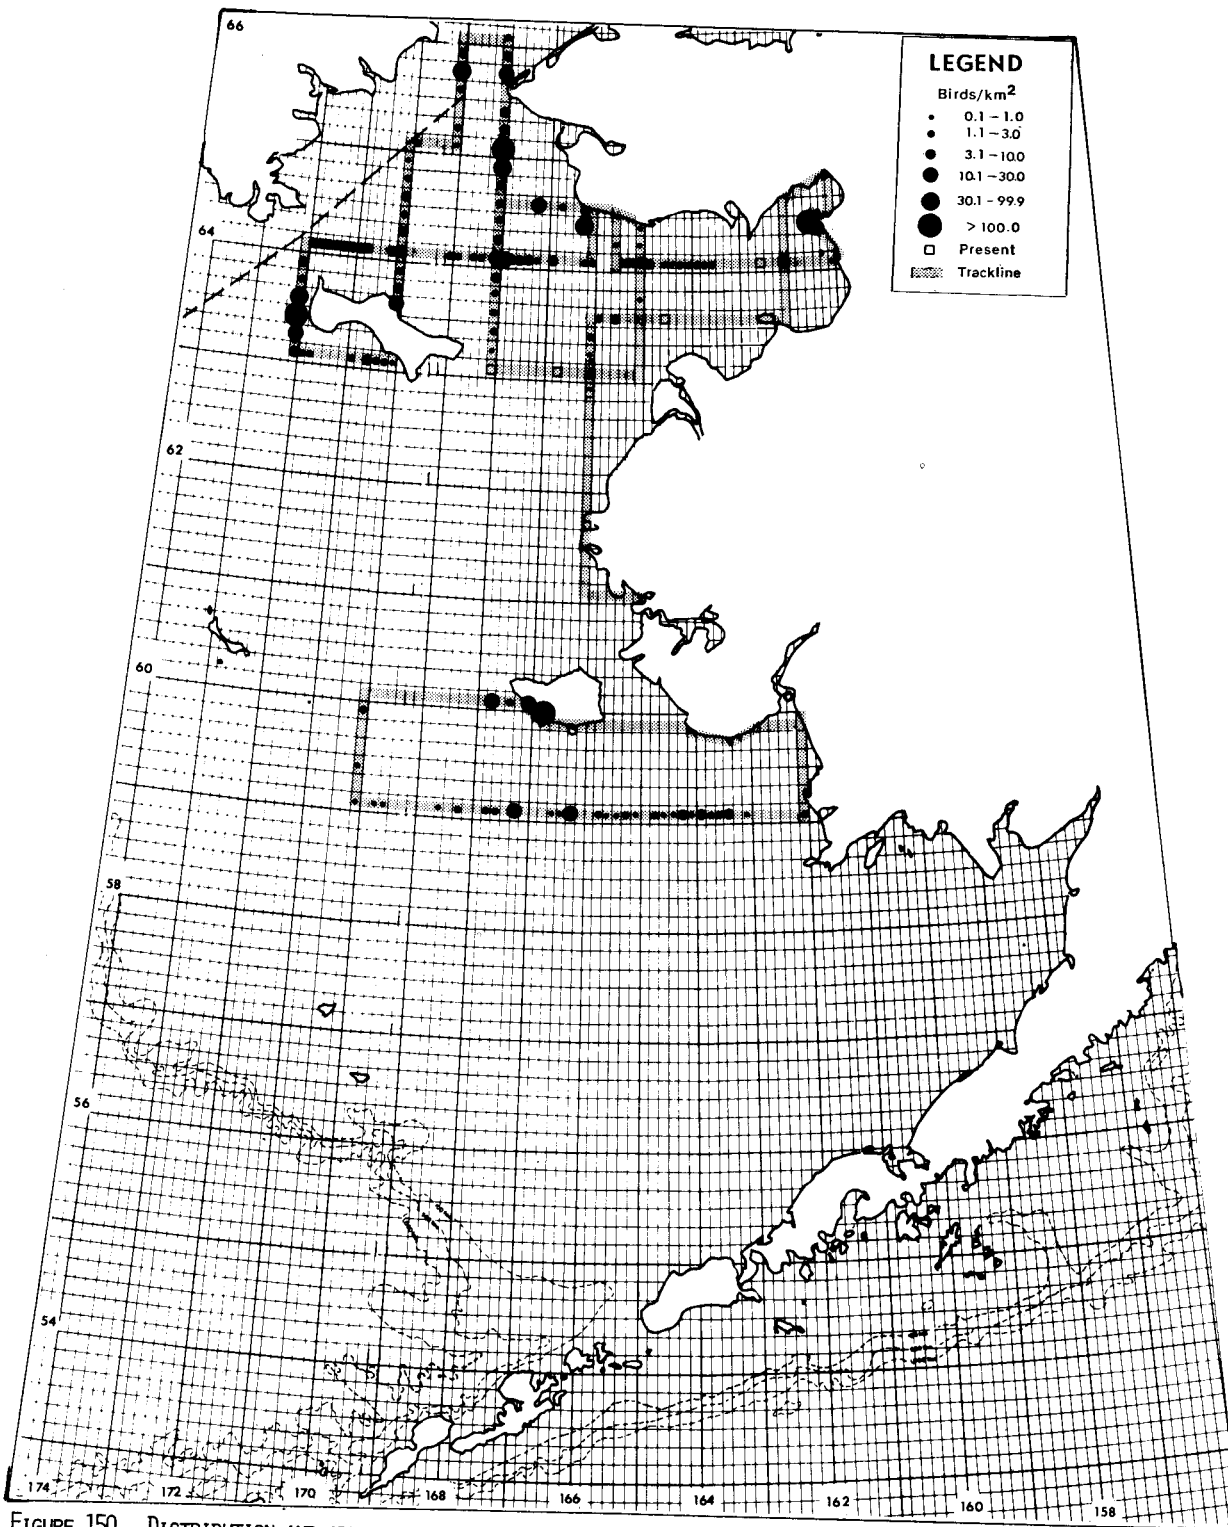 66
LEGEND
Birds/km²
0.1 - 1.0
1.1 - 3.0
3.1 - 10.0
10.1 - 30.0
30.1 - 99.9
> 100.0
Present
Trackline
64
62
60
58
56
54
174 172 170 168 166 164 162 160 158
FIGURE 150. DISTRIBUTION